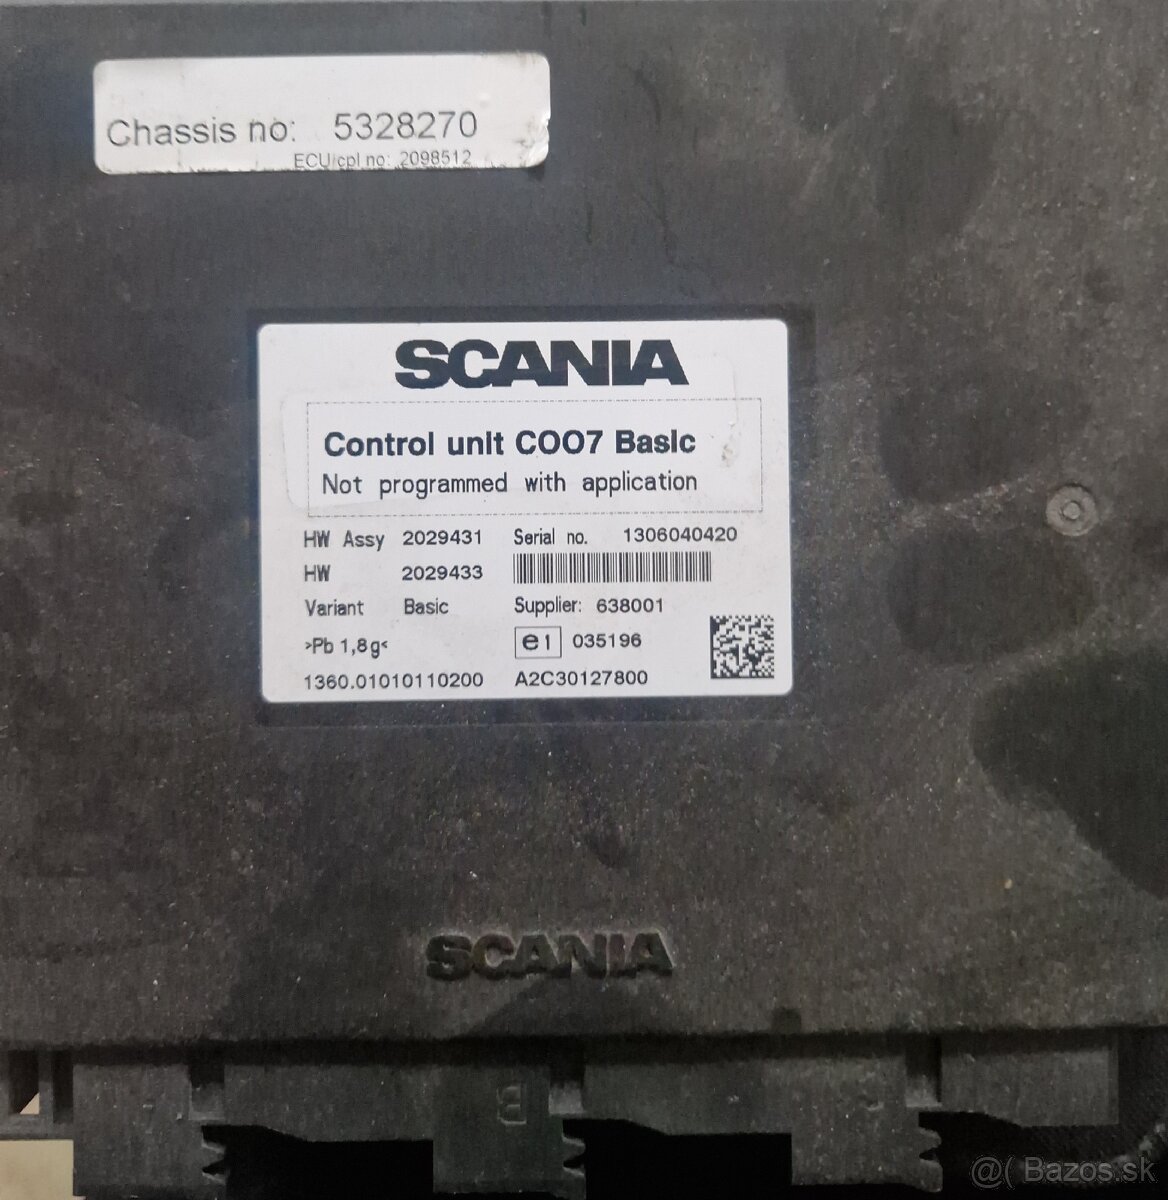 Chassis no: 5328270
ECU cpl no: 2098512
SCANIA
Control unit COO7 Basic
Not programmed with application
HW Assy 2029431 Serial no. 1306040420
HW 2029433
Variant Basic Supplier: 638001
>Pb 1,8g< e1 035196
1360.01010110200 A2C30127800
SCANIA
B
@( Bazos.sk